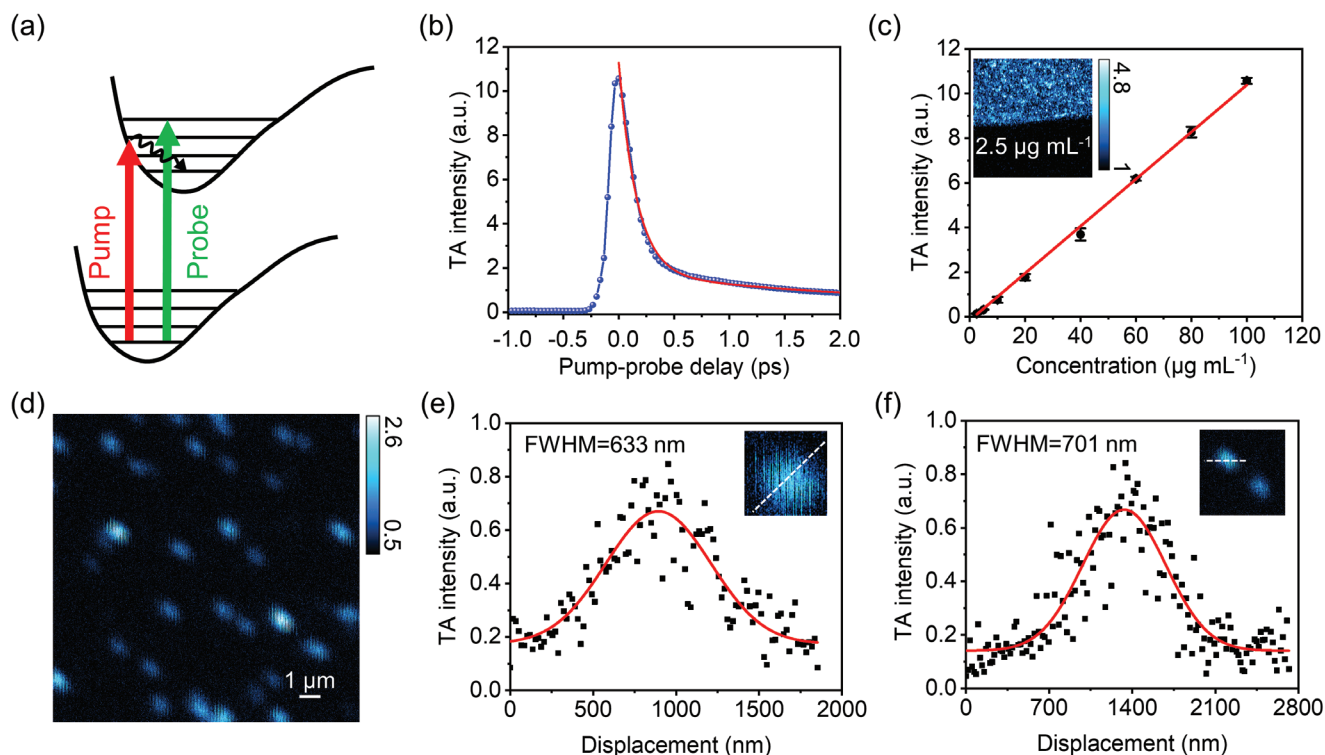 (a)
Pump
Probe
(b)
12
10
8
6
4
2
0
TA intensity (a.u.)
-1.0 -0.5 0.0 0.5 1.0 1.5 2.0
Pump-probe delay (ps)
(c)
12
10
8
6
4
2
0
TA intensity (a.u.)
2.5 µg mL⁻¹
4.8
1
0 20 40 60 80 100 120
Concentration (µg mL⁻¹)
(d)
2.6
0.5
1 µm
(e)
1.0
0.8
0.6
0.4
0.2
0.0
TA intensity (a.u.)
FWHM=633 nm
0 500 1000 1500 2000
Displacement (nm)
(f)
1.0
0.8
0.6
0.4
0.2
0.0
TA intensity (a.u.)
FWHM=701 nm
0 700 1400 2100 2800
Displacement (nm)